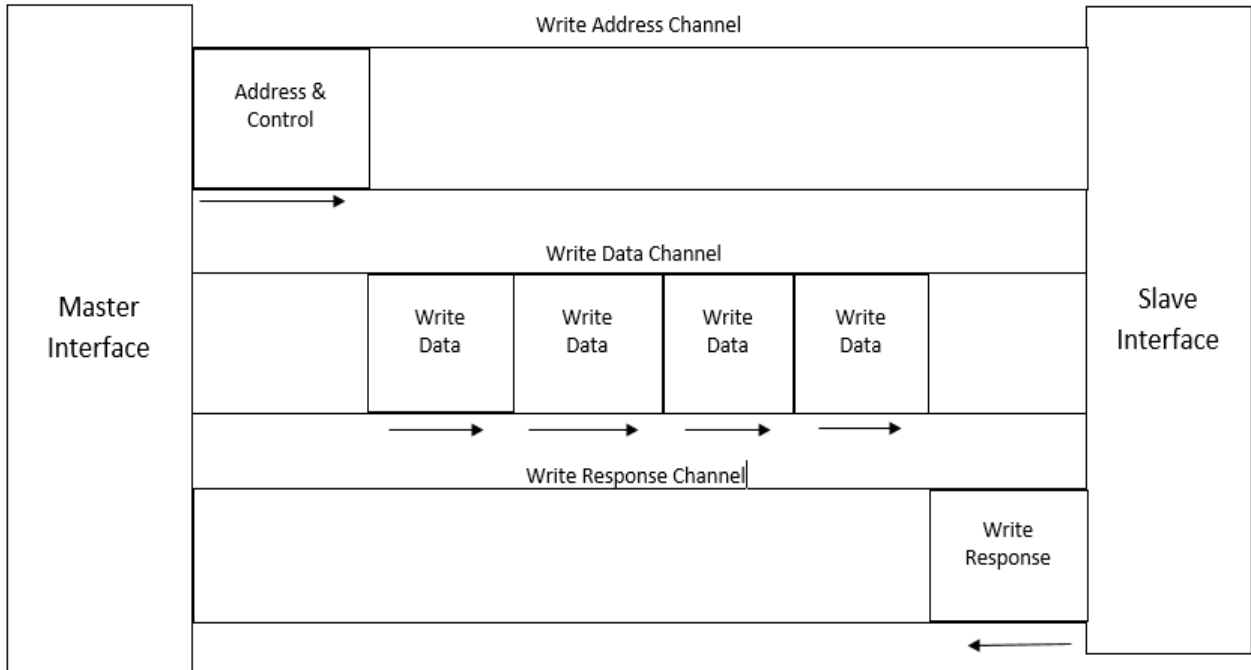 Write Address Channel
Address &
Control
Write Data Channel
Master
Interface
Write
Data
Write
Data
Write
Data
Write
Data
Slave
Interface
Write Response Channel
Write
Response